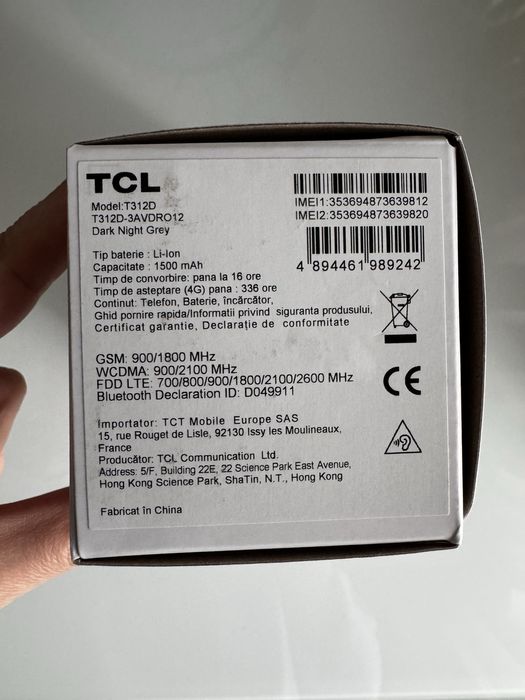 TCL
Model:T312D
T312D-3AVDRO12
Dark Night Grey
IMEI1:353694873639812
IMEI2:353694873639820
4 894461 989242
Tip baterie : Li-Ion
Capacitate : 1500 mAh
Timp de convorbire: pana la 16 ore
Timp de asteptare (4G) pana : 336 ore
Continut: Telefon, Baterie, încărcător,
Ghid pornire rapida/Informatii privind siguranta produsului,
Certificat garantie, Declarație de conformitate
GSM: 900/1800 MHz
WCDMA: 900/2100 MHz
FDD LTE: 700/800/900/1800/2100/2600 MHz
Bluetooth Declaration ID: D049911
CE
Importator: TCT Mobile Europe SAS
15, rue Rouget de Lisle, 92130 Issy les Moulineaux,
France
Producător: TCL Communication Ltd.
Address: 5/F, Building 22E, 22 Science Park East Avenue,
Hong Kong Science Park, ShaTin, N.T., Hong Kong
Fabricat în China